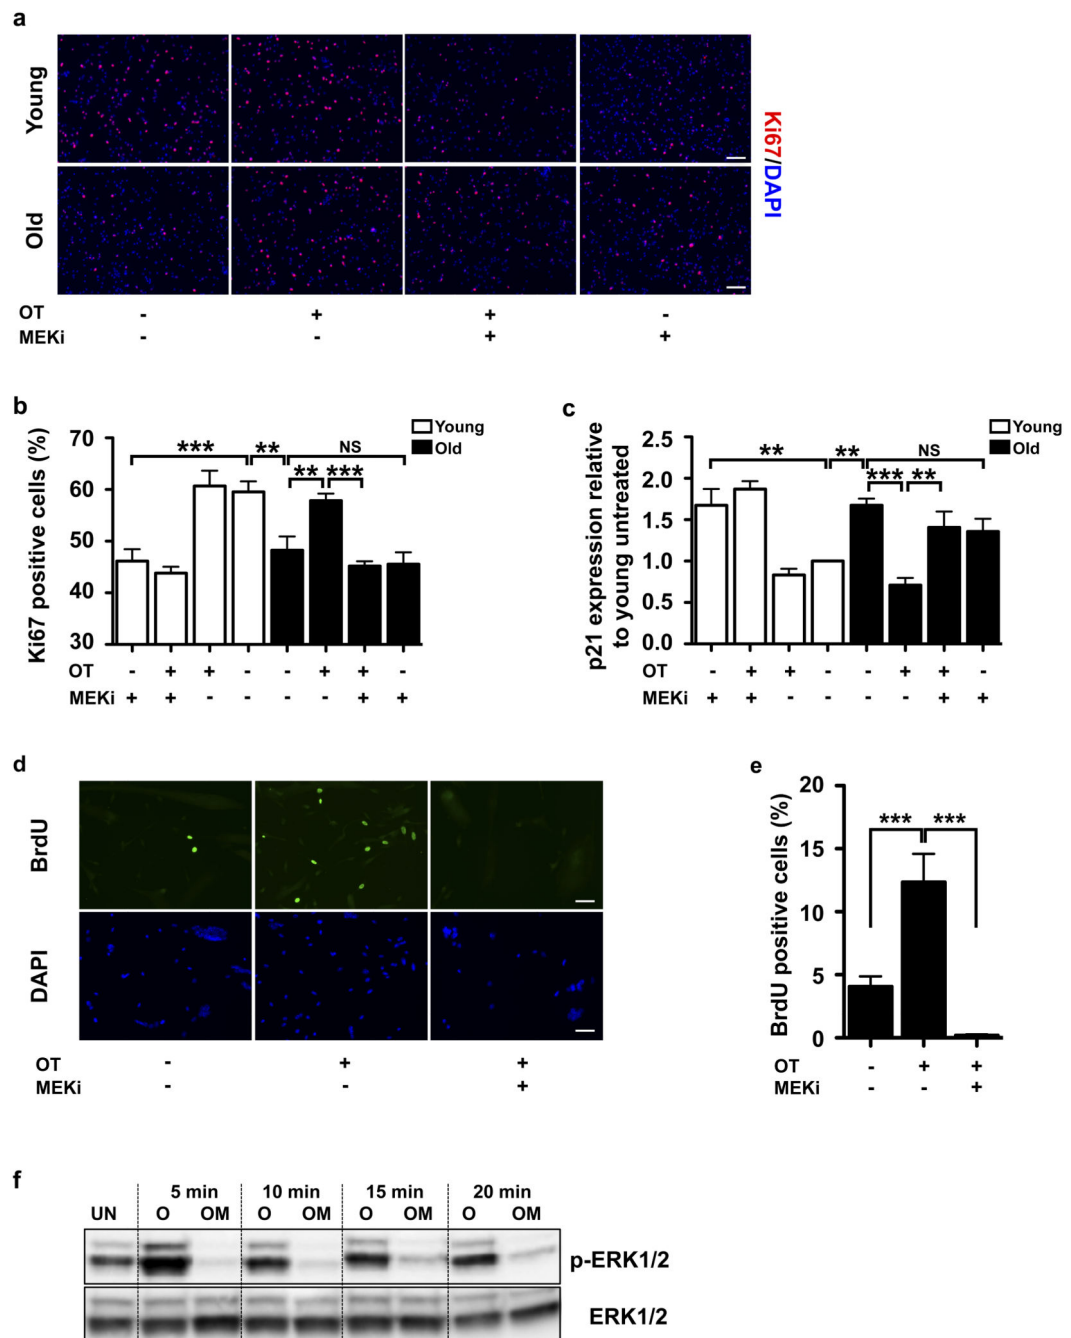 a
Young
Old
Ki67/DAPI
OT - + + -
MEKi - - + +
b
Young
Old
Ki67 positive cells (%)
70
60
50
40
30
*** ** NS
** ***
OT - + + - - + + -
MEKi + + - - - - + +
c
Young
Old
p21 expression relative
to young untreated
2.5
2.0
1.5
1.0
0.5
0.0
** ** NS
*** **
OT - + + - - + + -
MEKi + + - - - - + +
d
BrdU
DAPI
OT - + +
MEKi - - +
e
BrdU positive cells (%)
20
15
10
5
0
*** ***
OT - + +
MEKi - - +
f
5 min 10 min 15 min 20 min
UN O OM O OM O OM O OM
p-ERK1/2
ERK1/2